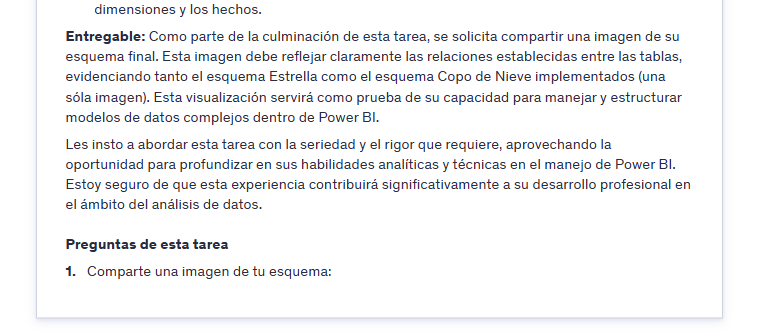 dimensiones y los hechos.
Entregable: Como parte de la culminación de esta tarea, se solicita compartir una imagen de su
esquema final. Esta imagen debe reflejar claramente las relaciones establecidas entre las tablas,
evidenciando tanto el esquema Estrella como el esquema Copo de Nieve implementados (una
sóla imagen). Esta visualización servirá como prueba de su capacidad para manejar y estructurar
modelos de datos complejos dentro de Power BI.
Les insto a abordar esta tarea con la seriedad y el rigor que requiere, aprovechando la
oportunidad para profundizar en sus habilidades analíticas y técnicas en el manejo de Power BI.
Estoy seguro de que esta experiencia contribuirá significativamente a su desarrollo profesional en
el ámbito del análisis de datos.
Preguntas de esta tarea
1. Comparte una imagen de tu esquema: